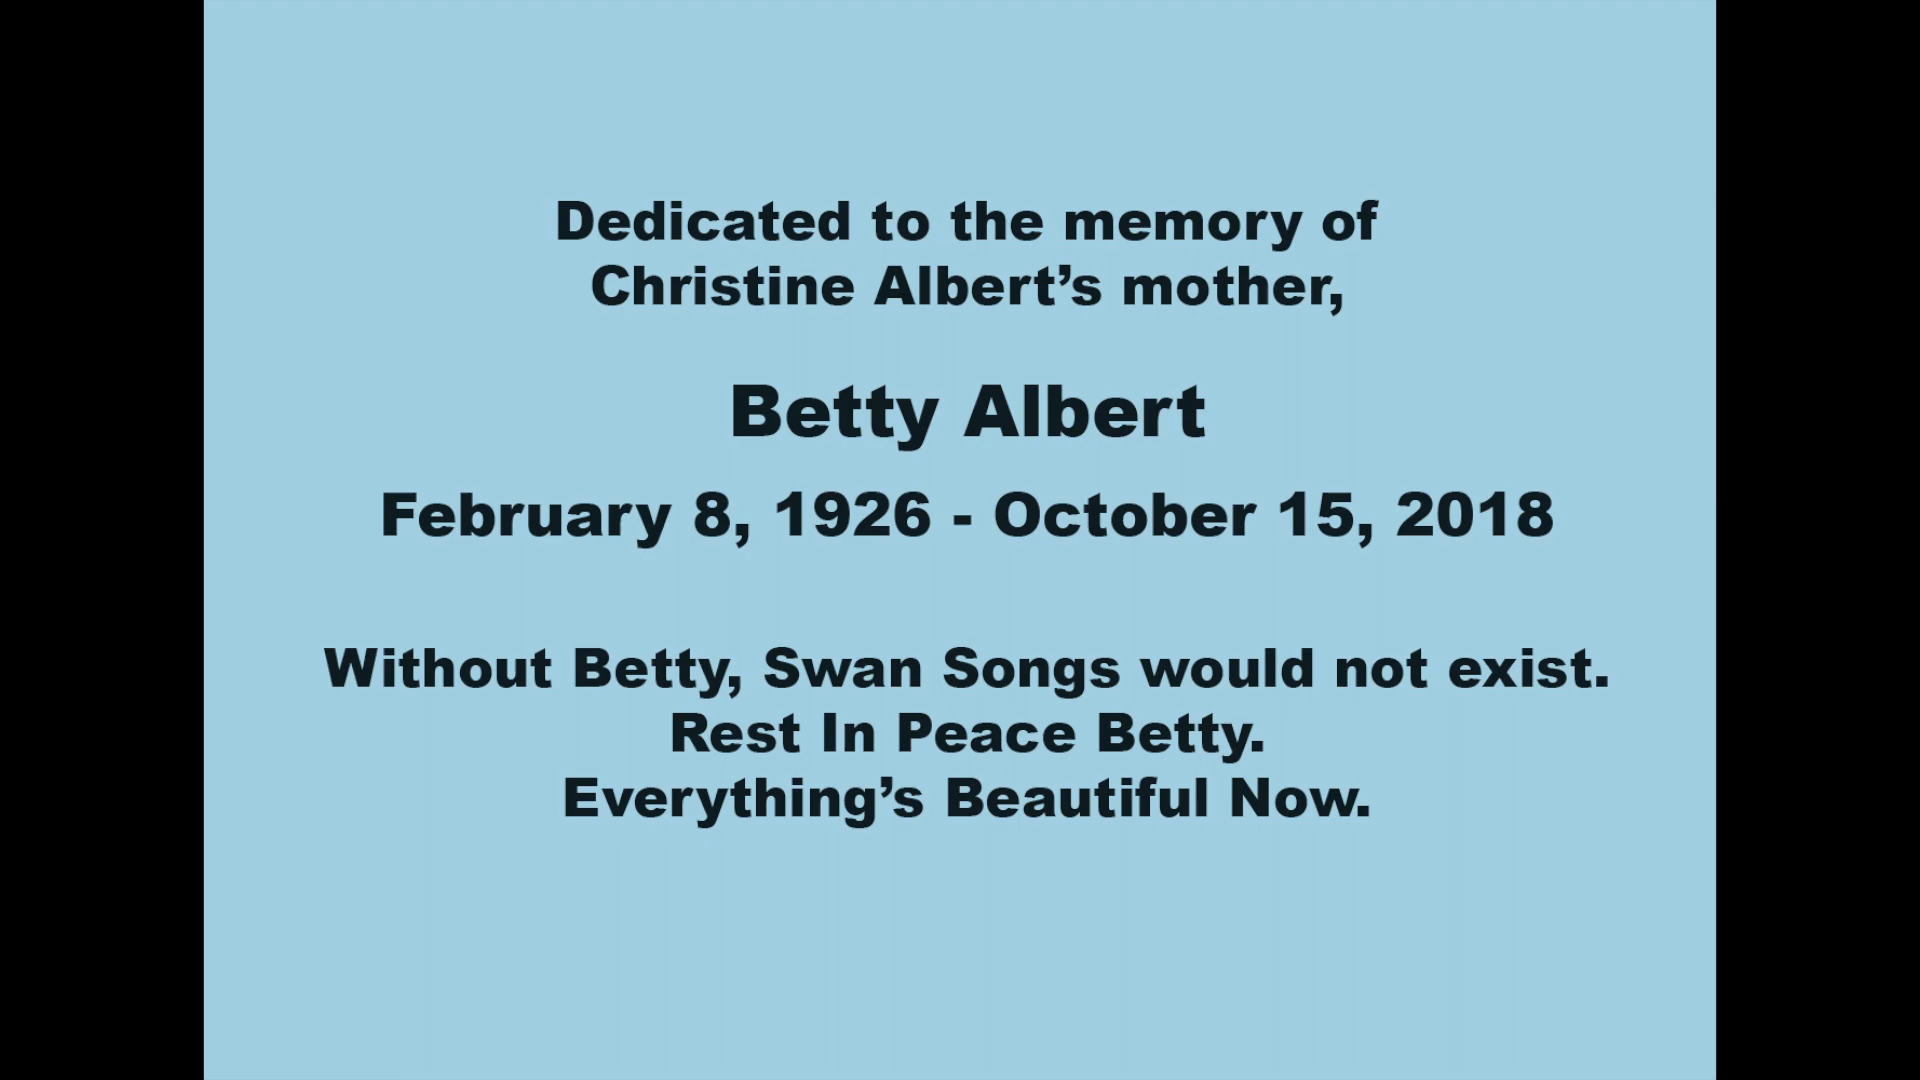 Dedicated to the memory of
Christine Albert’s mother,
Betty Albert
February 8, 1926 - October 15, 2018
Without Betty, Swan Songs would not exist.
Rest In Peace Betty.
Everything’s Beautiful Now.